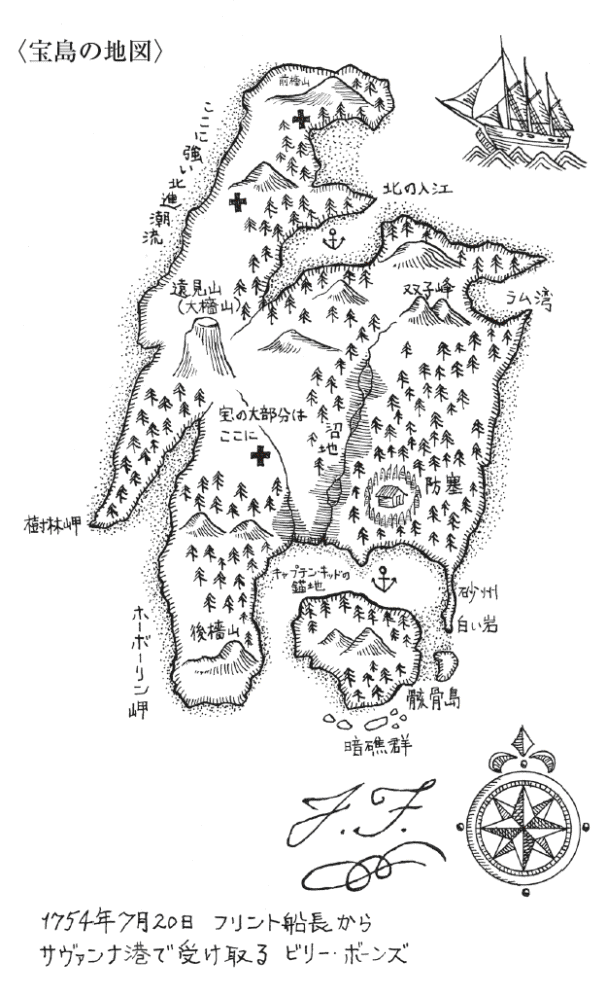 〈宝島の地図〉
前檣山
ここに強い北進潮流
北の入江
遠見山
(大檣山)
双子峰
ラム湾
宝の大部分は
ここに
沼地
防塞
樹林岬
キャプテン・キッドの
錨地
砂州
白い岩
ホーボーリン岬
後檣山
骸骨島
暗礁群
J.F.
1754年7月20日 フリント船長から
サヴァンナ港で受け取る ビリー・ボーンズ